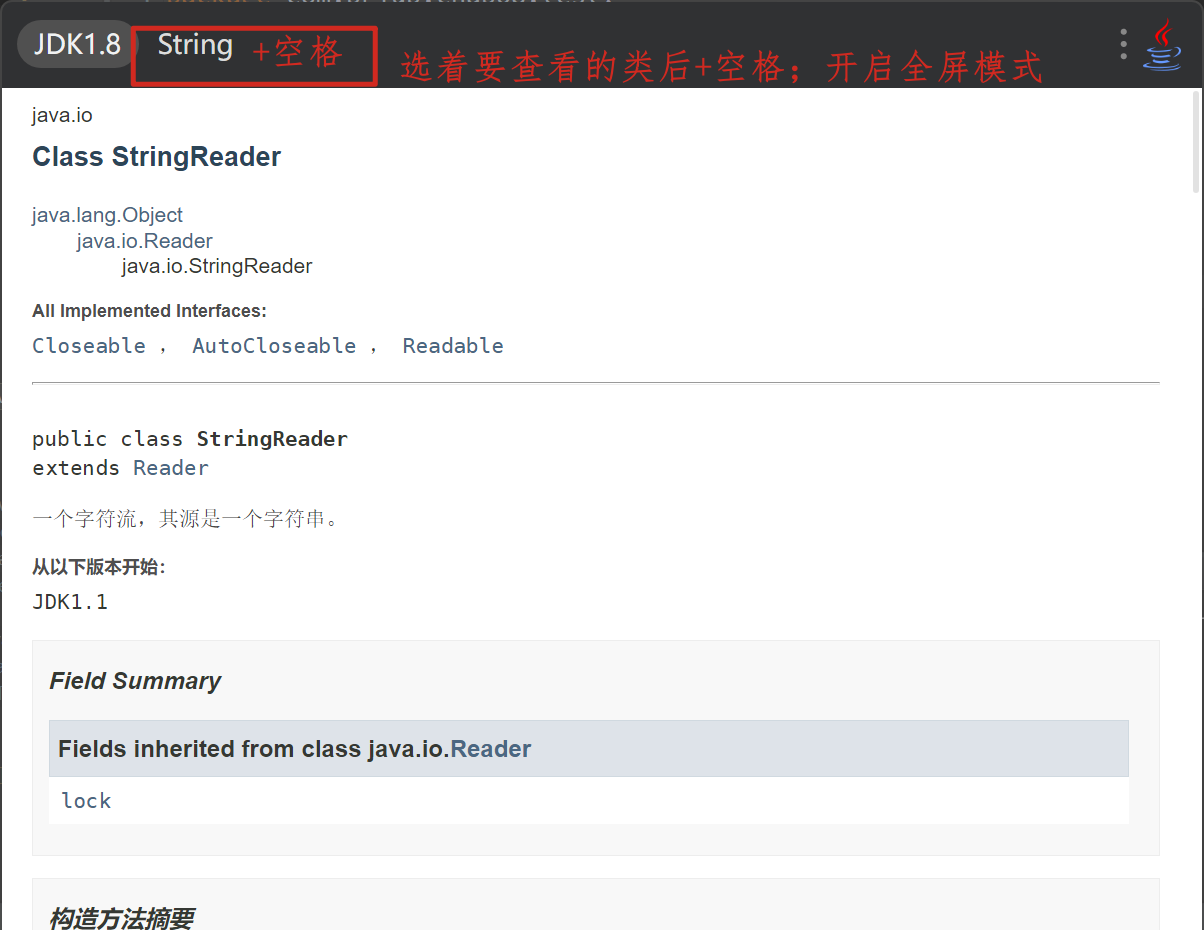 JDK1.8 String +空格 选着要查看的类后+空格；开启全屏模式
java.io
Class StringReader
java.lang.Object
java.io.Reader
java.io.StringReader
All Implemented Interfaces:
Closeable ， AutoCloseable ， Readable
public class StringReader
extends Reader
一个字符流，其源是一个字符串。
从以下版本开始：
JDK1.1
Field Summary
Fields inherited from class java.io.Reader
lock
构造方法摘要